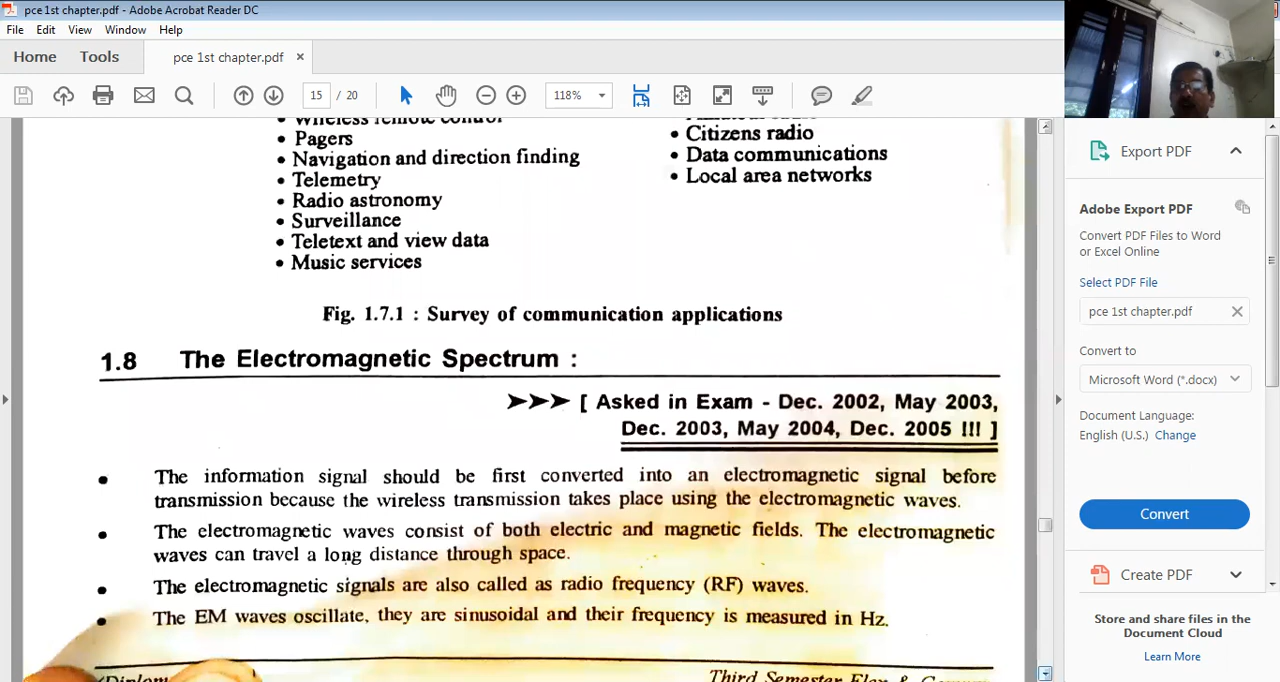 pce 1st chapter.pdf - Adobe Acrobat Reader DC
File Edit View Window Help
Home Tools pce 1st chapter.pdf ×
15 / 20 118%
Wireless remote control
• Pagers
• Navigation and direction finding
• Telemetry
• Radio astronomy
• Surveillance
• Teletext and view data
• Music services
• Citizens radio
• Data communications
• Local area networks
Fig. 1.7.1 : Survey of communication applications
1.8 The Electromagnetic Spectrum :
➤➤➤ [ Asked in Exam - Dec. 2002, May 2003,
Dec. 2003, May 2004, Dec. 2005 !!! ]
• The information signal should be first converted into an electromagnetic signal before
transmission because the wireless transmission takes place using the electromagnetic waves.
• The electromagnetic waves consist of both electric and magnetic fields. The electromagnetic
waves can travel a long distance through space.
• The electromagnetic signals are also called as radio frequency (RF) waves.
• The EM waves oscillate, they are sinusoidal and their frequency is measured in Hz.
Third Semester
Export PDF
Adobe Export PDF
Convert PDF Files to Word
or Excel Online
Select PDF File
pce 1st chapter.pdf
Convert to
Microsoft Word (*.docx)
Document Language:
English (U.S.) Change
Convert
Create PDF
Store and share files in the
Document Cloud
Learn More